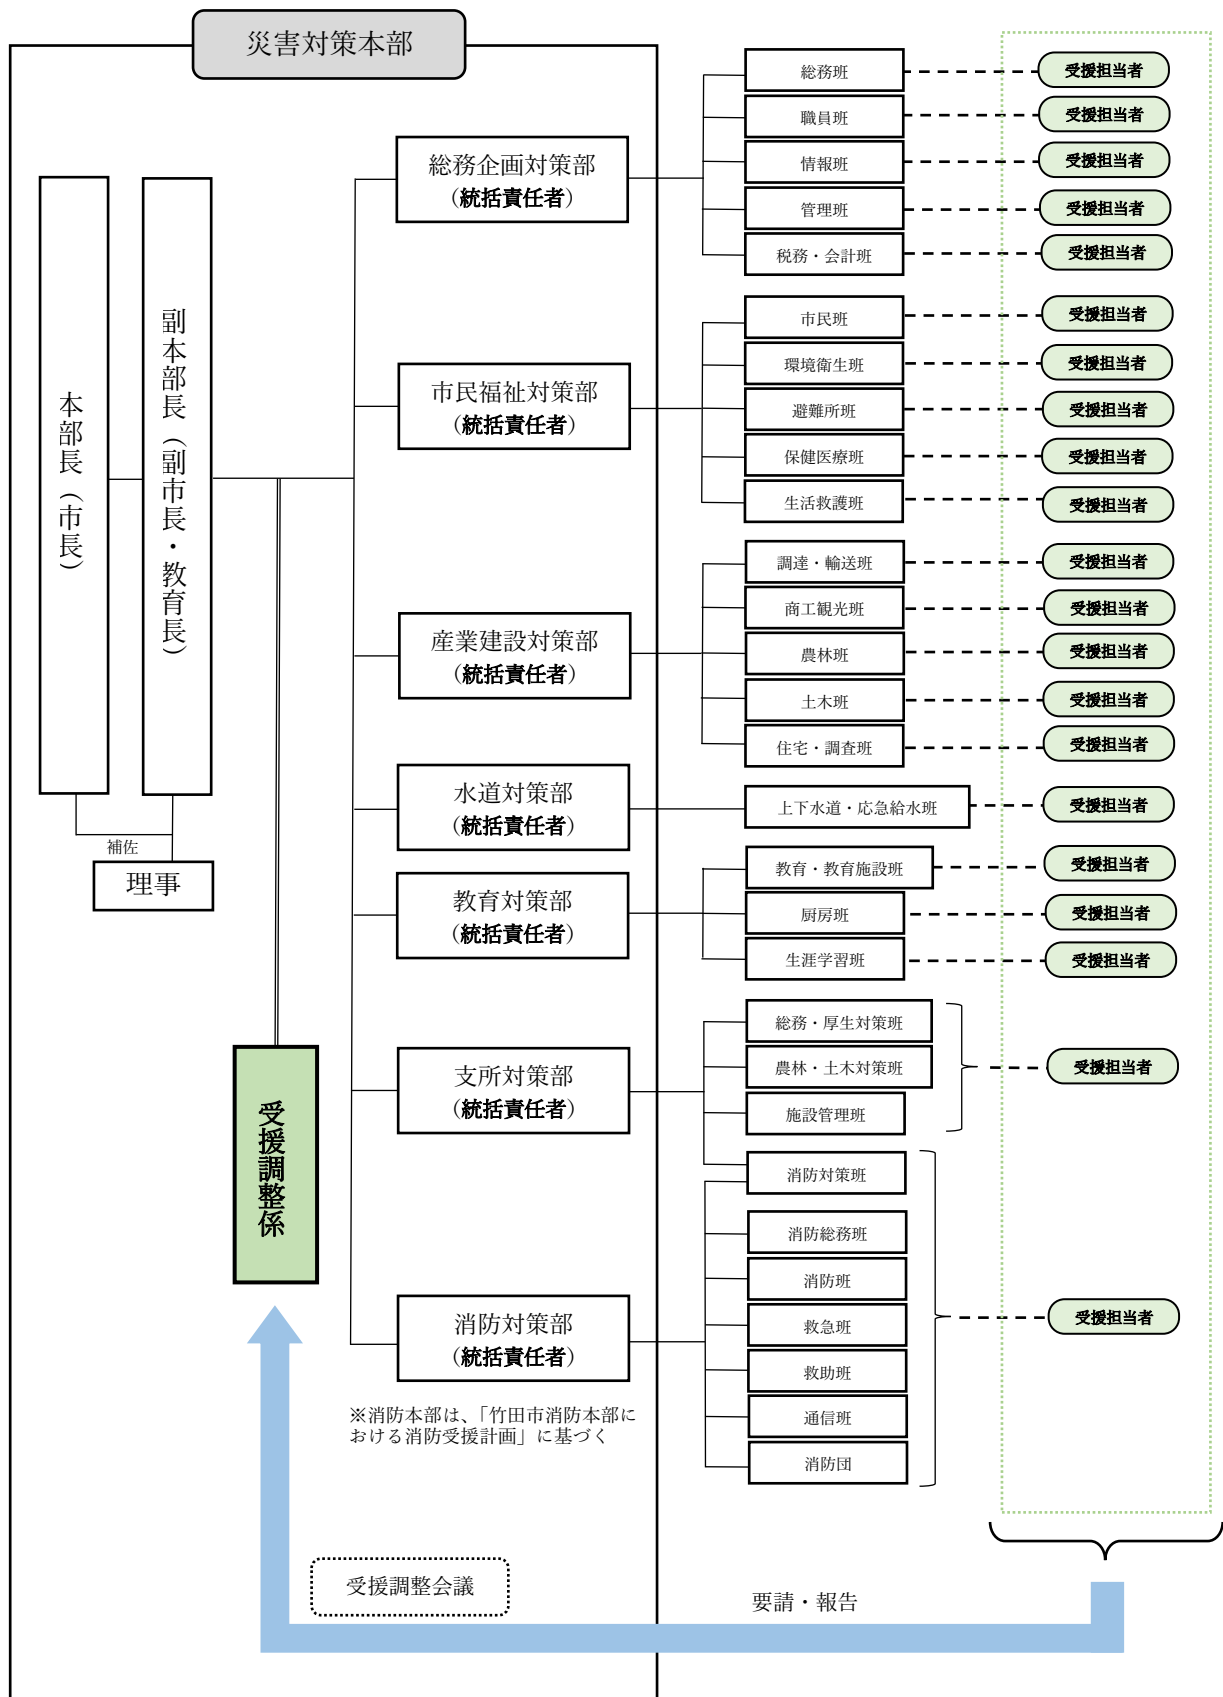 災害対策本部
本部長（市長）
副本部長（副市長・教育長）
補佐
理事
受援調整係
総務企画対策部
（統括責任者）
総務班
受援担当者
職員班
受援担当者
情報班
受援担当者
管理班
受援担当者
税務・会計班
受援担当者
市民福祉対策部
（統括責任者）
市民班
受援担当者
環境衛生班
受援担当者
避難所班
受援担当者
保健医療班
受援担当者
生活救護班
受援担当者
産業建設対策部
（統括責任者）
調達・輸送班
受援担当者
商工観光班
受援担当者
農林班
受援担当者
土木班
受援担当者
住宅・調査班
受援担当者
水道対策部
（統括責任者）
上下水道・応急給水班
受援担当者
教育対策部
（統括責任者）
教育・教育施設班
受援担当者
厨房班
受援担当者
生涯学習班
受援担当者
支所対策部
（統括責任者）
総務・厚生対策班
農林・土木対策班
施設管理班
受援担当者
消防対策班
消防対策部
（統括責任者）
消防総務班
消防班
救急班
救助班
通信班
消防団
受援担当者
※消防本部は、「竹田市消防本部に
おける消防受援計画」に基づく
受援調整会議
要請・報告